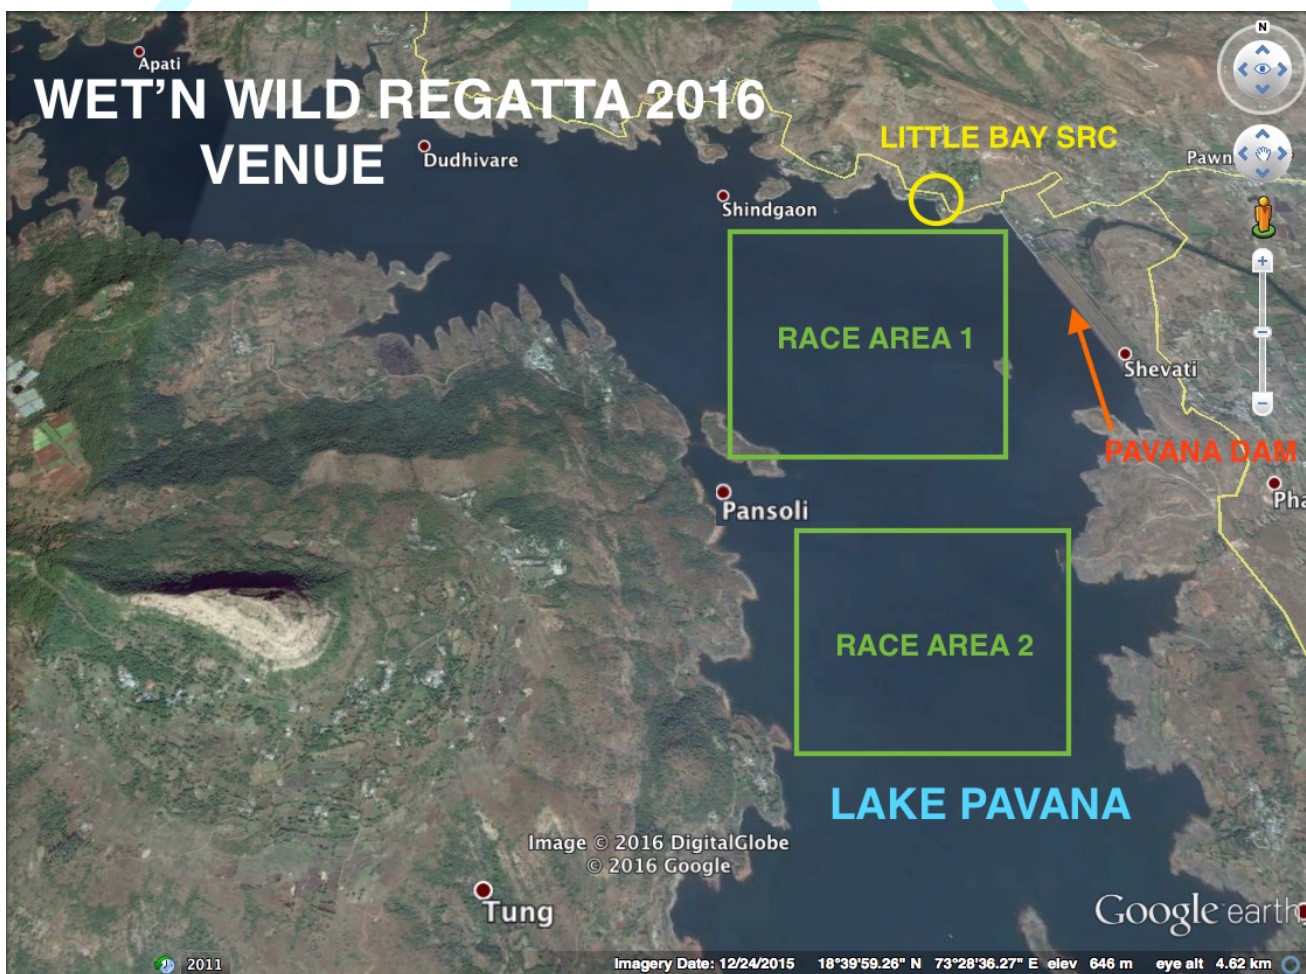 N
Apati
WET'N WILD REGATTA 2016
VENUE
LITTLE BAY SRC
Dudhivare
Pawn
Shindgaon
RACE AREA 1
Shevati
PAVANA DAM
Pha
Pansoli
RACE AREA 2
LAKE PAVANA
Image © 2016 DigitalGlobe
© 2016 Google
Tung
Google earth
2011
Imagery Date: 12/24/2015 18°39'59.26" N 73°28'36.27" E elev 646 m eye alt 4.62 km